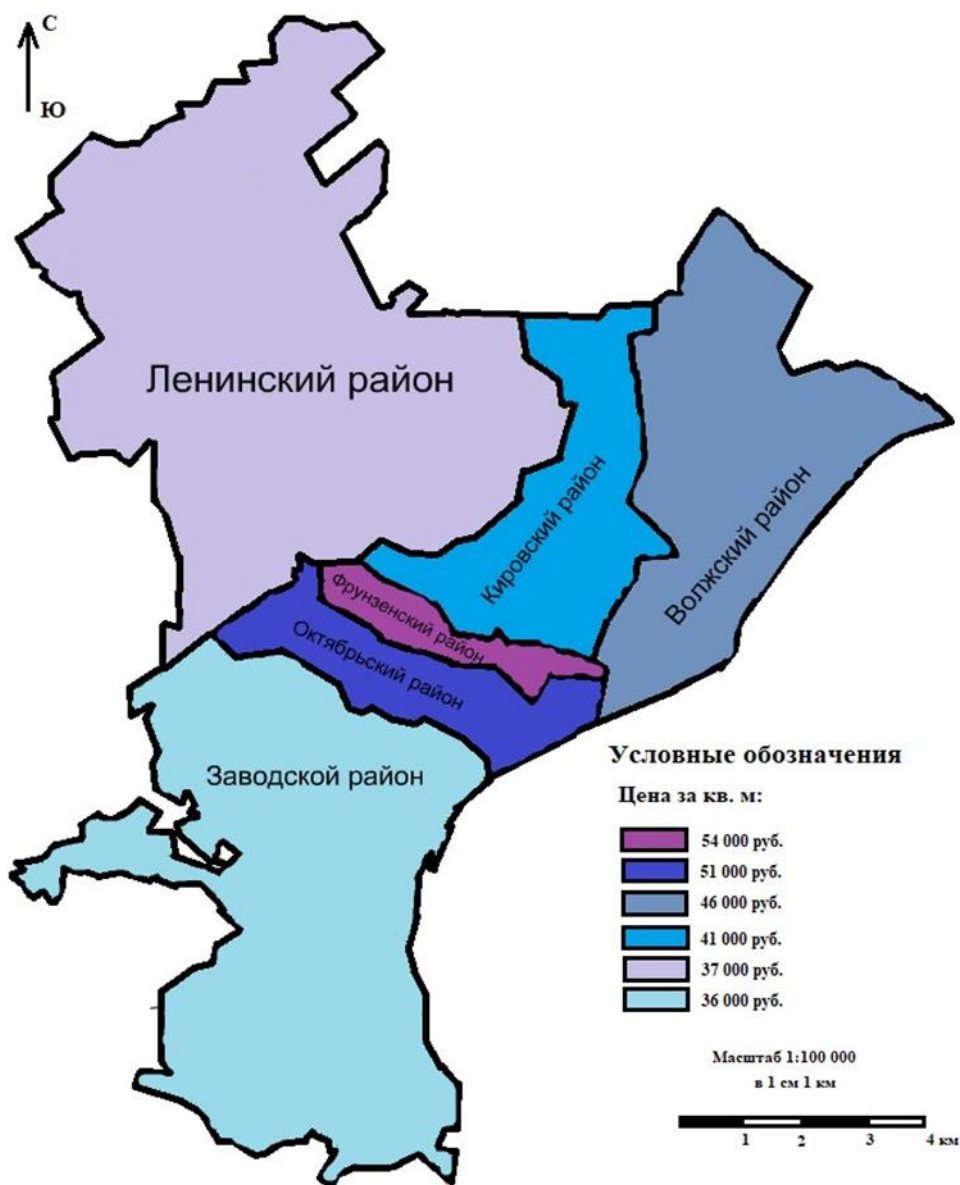 С
Ю
Ленинский район
Кировский район
Волжский район
Фрунзенский район
Октябрьский район
Заводской район
Условные обозначения
Цена за кв. м:
54 000 руб.
51 000 руб.
46 000 руб.
41 000 руб.
37 000 руб.
36 000 руб.
Масштаб 1:100 000
в 1 см 1 км
1 2 3 4 км